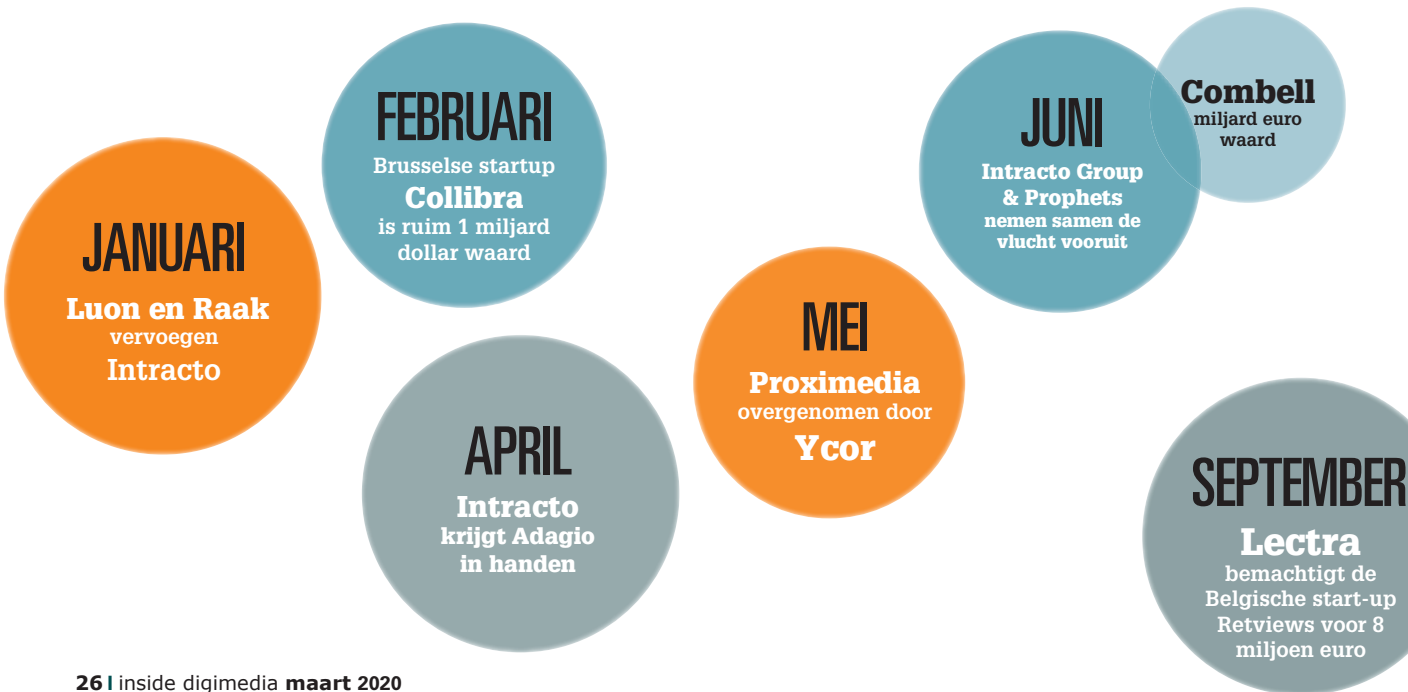 JANUARI
Luon en Raak
vervoegen
Intracto
FEBRUARI
Brusselse startup
Collibra
is ruim 1 miljard
dollar waard
APRIL
Intracto
krijgt Adagio
in handen
MEI
Proximedia
overgenomen door
Ycor
JUNI
Intracto Group
& Prophets
nemen samen de
vlucht vooruit
Combell
miljard euro
waard
SEPTEMBER
Lectra
bemachtigt de
Belgische start-up
Retviews voor 8
miljoen euro
26 I inside digimedia maart 2020